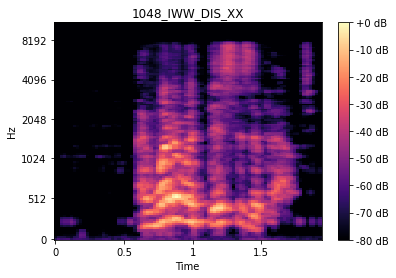 1048_IWW_DIS_XX
+0 dB
8192
-10 dB
4096
-20 dB
-30 dB
2048
Hz
-40 dB
1024
-50 dB
512
-60 dB
-70 dB
0
-80 dB
0
0.5
1
1.5
Time